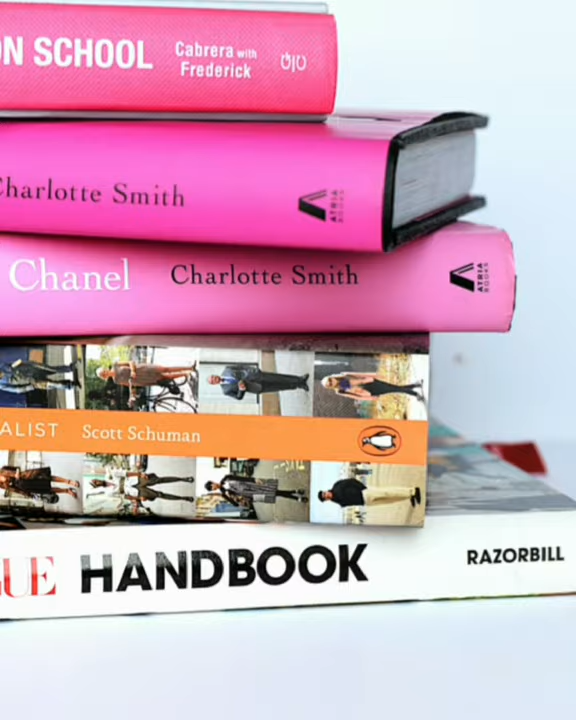 ON SCHOOL Cabrera with
Frederick
Charlotte Smith ATRIA
BOOKS
Chanel Charlotte Smith ATRIA
BOOKS
ALIST Scott Schuman
UE HANDBOOK RAZORBILL